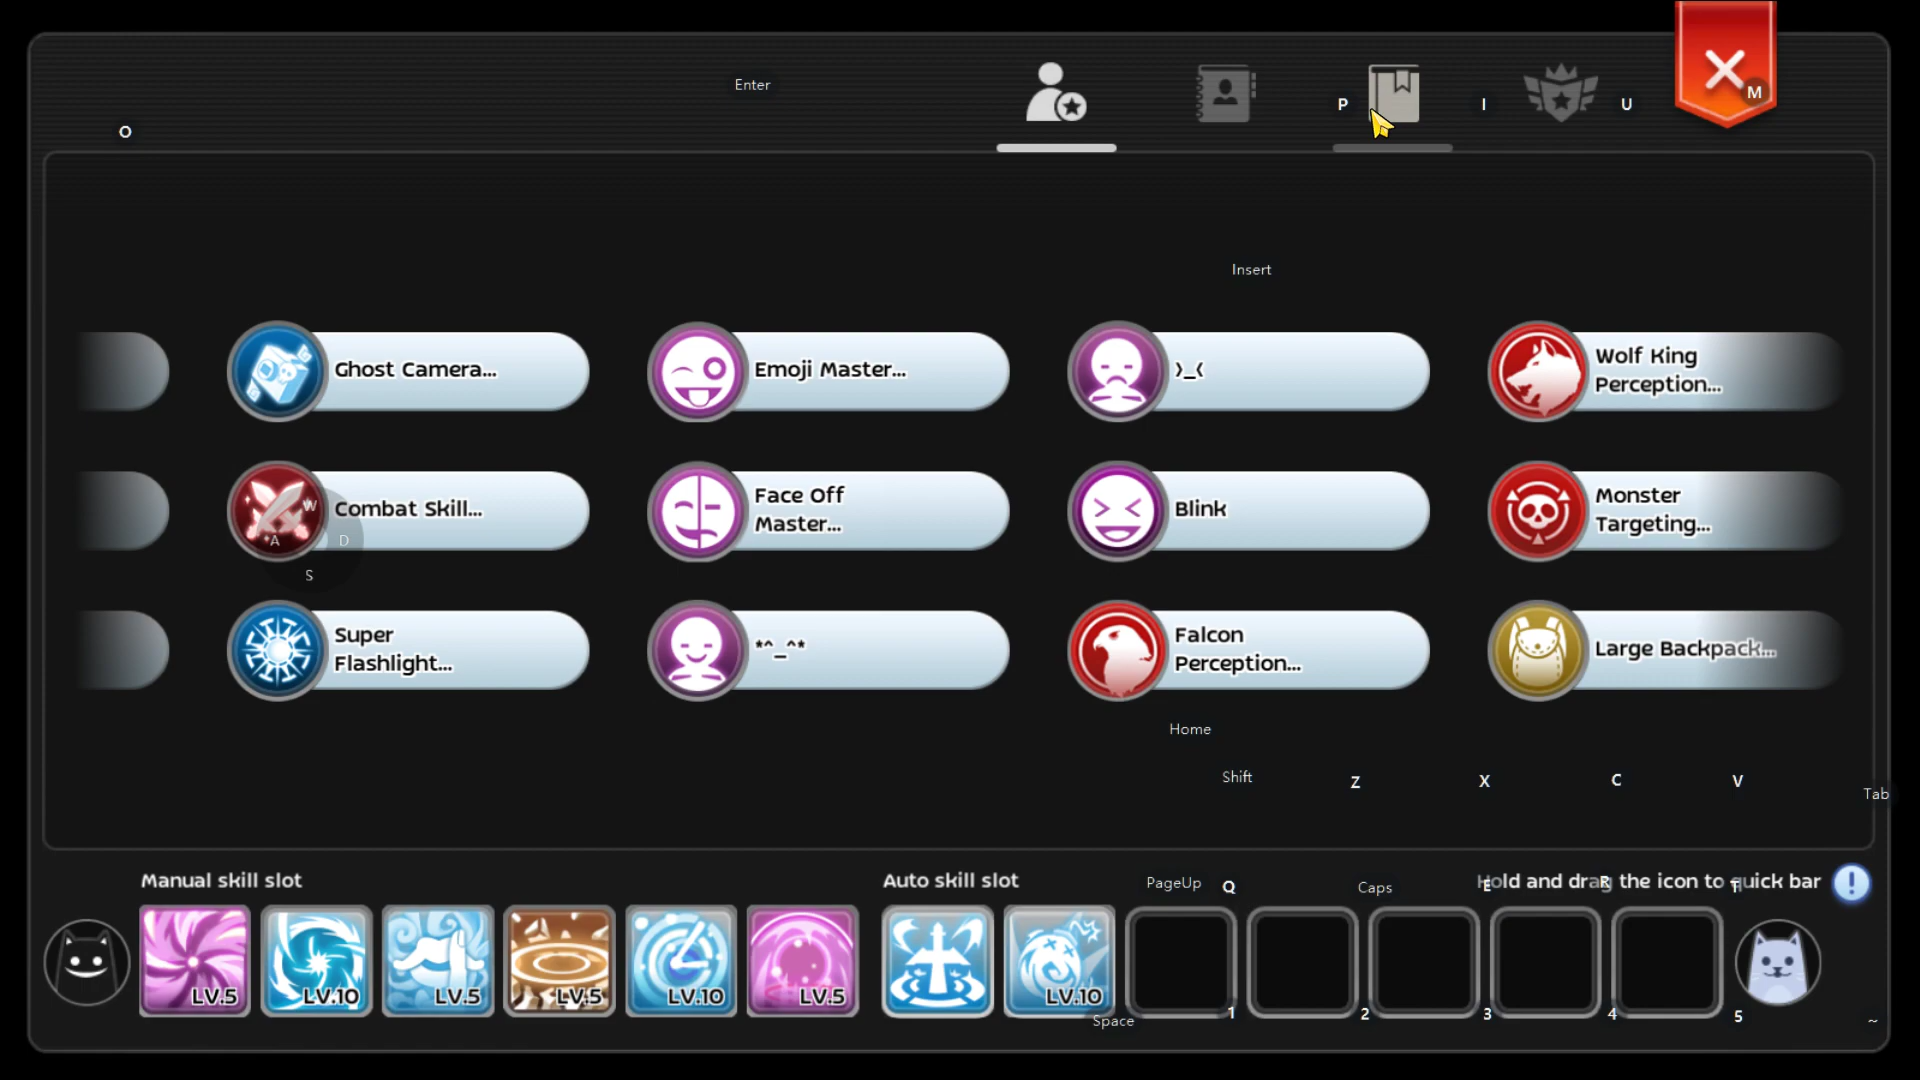 Enter
O
P
I
U
M
Insert
Ghost Camera...
Emoji Master...
>_<
Wolf King
Perception...
Combat Skill...
W
A
D
S
Face Off
Master...
Blink
Monster
Targeting...
Super
Flashlight...
*^_^*
Falcon
Perception...
Large Backpack...
Home
Shift
Z
X
C
V
Tab
Manual skill slot
Auto skill slot
PageUp
Q
Caps
E
R
Hold and drag the icon to quick bar
LV.5
LV.10
LV.5
LV.5
LV.10
LV.5
LV.10
Space
1
2
3
4
5
~